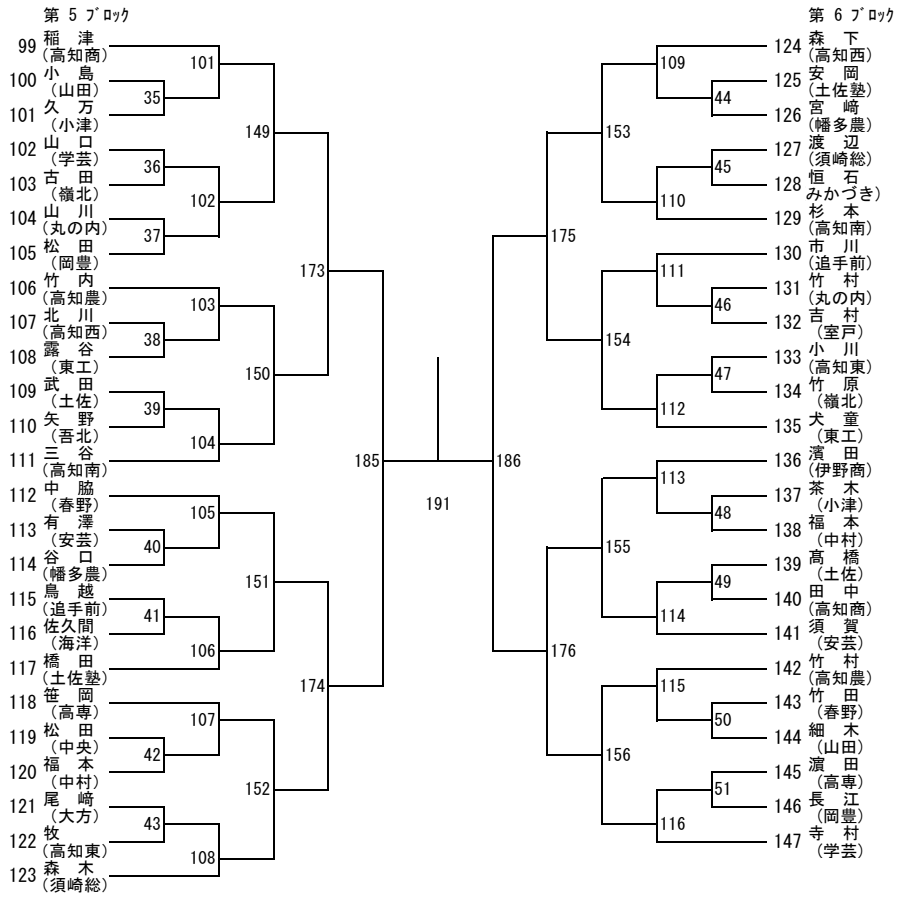 第 5 ﾌﾞﾛｯｸ
99 稲 津
(高知商)
100 小 島
(山田)
101 久 万
(小津)
102 山 口
(学芸)
103 古 田
(嶺北)
104 山 川
(丸の内)
105 松 田
(岡豊)
106 竹 内
(高知農)
107 北 川
(高知西)
108 露 谷
(東工)
109 武 田
(土佐)
110 矢 野
(吾北)
111 三 谷
(高知南)
112 中 脇
(春野)
113 有 澤
(安芸)
114 谷 口
(幡多農)
115 鳥 越
(追手前)
116 佐久間
(海洋)
117 橋 田
(土佐塾)
118 笹 岡
(高専)
119 松 田
(中央)
120 福 本
(中村)
121 尾 﨑
(大方)
122 牧
(高知東)
123 森 木
(須崎総)
35
36
37
38
39
40
41
42
43
101
102
103
104
105
106
107
108
149
150
151
152
173
174
185
191
186
175
176
153
154
155
156
109
110
111
112
113
114
115
116
44
45
46
47
48
49
50
51
第 6 ﾌﾞﾛｯｸ
124 森 下
(高知西)
125 安 岡
(土佐塾)
126 宮 﨑
(幡多農)
127 渡 辺
(須崎総)
128 恒 石
みかづき)
129 杉 本
(高知南)
130 市 川
(追手前)
131 竹 村
(丸の内)
132 吉 村
(室戸)
133 小 川
(高知東)
134 竹 原
(嶺北)
135 犬 童
(東工)
136 濱 田
(伊野商)
137 茶 木
(小津)
138 福 本
(中村)
139 髙 橋
(土佐)
140 田 中
(高知商)
141 須 賀
(安芸)
142 竹 村
(高知農)
143 竹 田
(春野)
144 細 木
(山田)
145 濵 田
(高専)
146 長 江
(岡豊)
147 寺 村
(学芸)